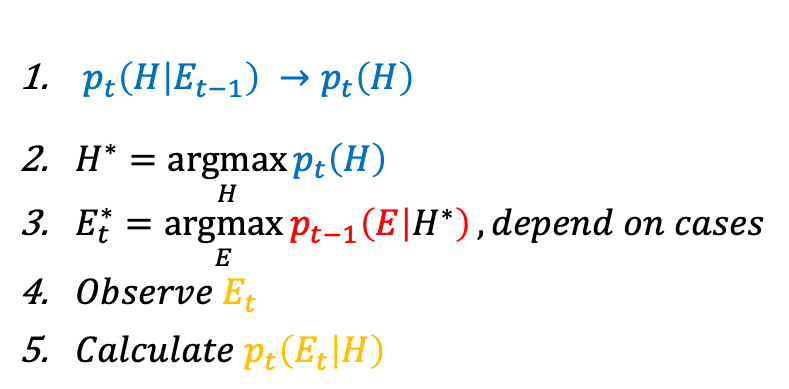 1. pₜ(H|Eₜ₋₁) → pₜ(H)
2. H* = argmax pₜ(H)
H
3. Eₜ* = argmax pₜ₋₁(E|H*), depend on cases
E
4. Observe Eₜ
5. Calculate pₜ(Eₜ|H)